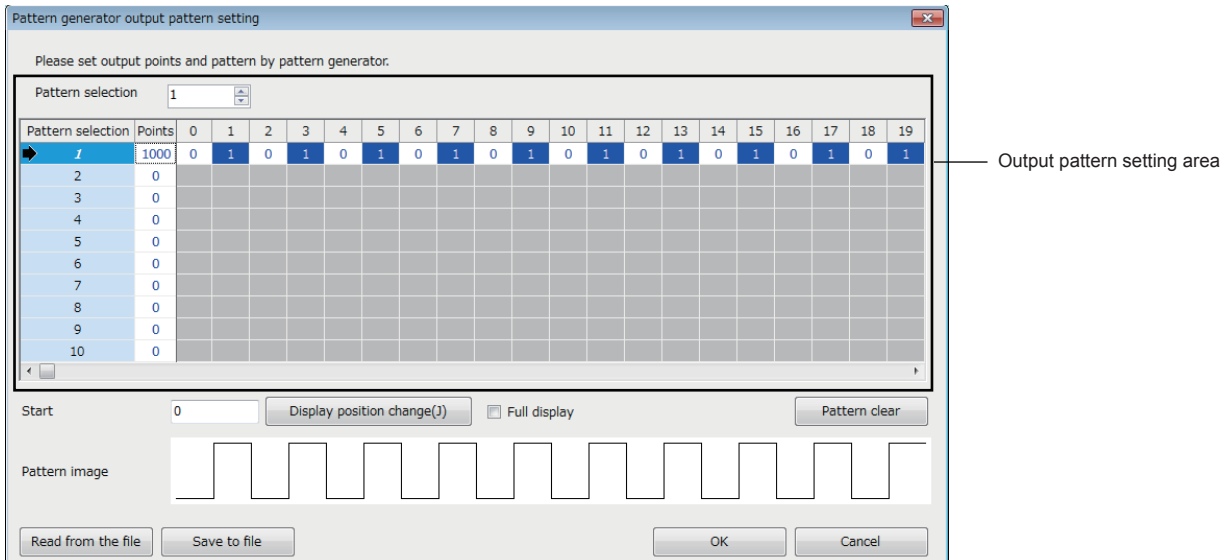 Pattern generator output pattern setting
Please set output points and pattern by pattern generator.
Pattern selection 1
Pattern selection Points 0 1 2 3 4 5 6 7 8 9 10 11 12 13 14 15 16 17 18 19
1 1000 0 1 0 1 0 1 0 1 0 1 0 1 0 1 0 1 0 1 0 1
2 0
3 0
4 0
5 0
6 0
7 0
8 0
9 0
10 0
Output pattern setting area
Start 0 Display position change(J) Full display Pattern clear
Pattern image
Read from the file Save to file OK Cancel